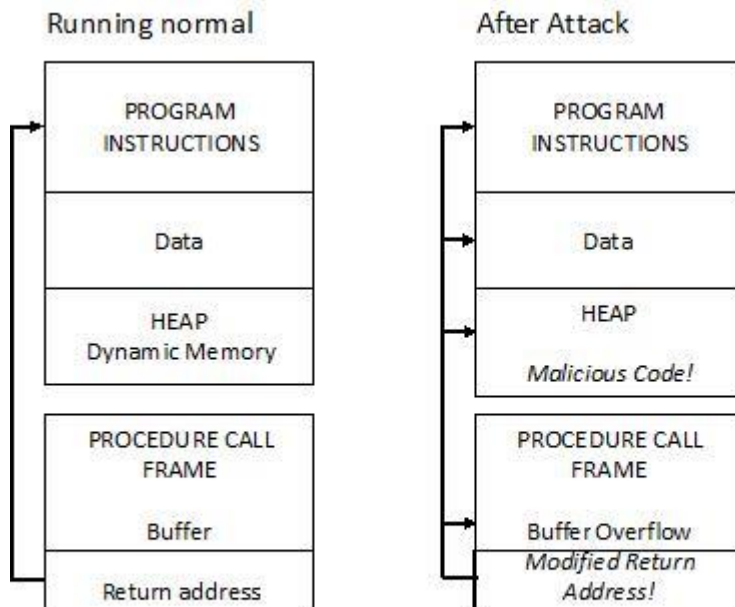 Running normal
PROGRAM
INSTRUCTIONS
Data
HEAP
Dynamic Memory
PROCEDURE CALL
FRAME
Buffer
Return address
After Attack
PROGRAM
INSTRUCTIONS
Data
HEAP
Malicious Code!
PROCEDURE CALL
FRAME
Buffer Overflow
Modified Return
Address!